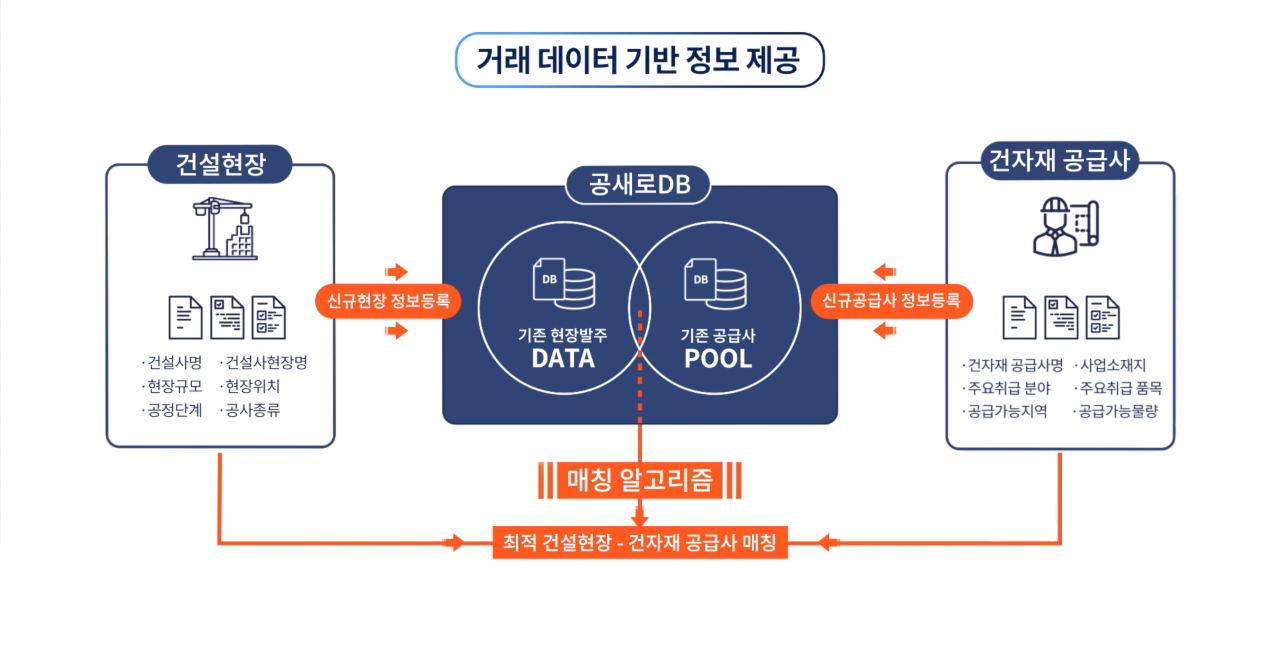 거래 데이터 기반 정보 제공
건설현장
·건설사명 ·건설사현장명
·현장규모 ·현장위치
·공정단계 ·공사종류
신규현장 정보등록
공새로DB
DB
기존 현장발주
DATA
DB
기존 공급사
POOL
신규공급사 정보등록
건자재 공급사
·건자재 공급사명 ·사업소재지
·주요취급 분야 ·주요취급 품목
·공급가능지역 ·공급가능물량
매칭 알고리즘
최적 건설현장 - 건자재 공급사 매칭